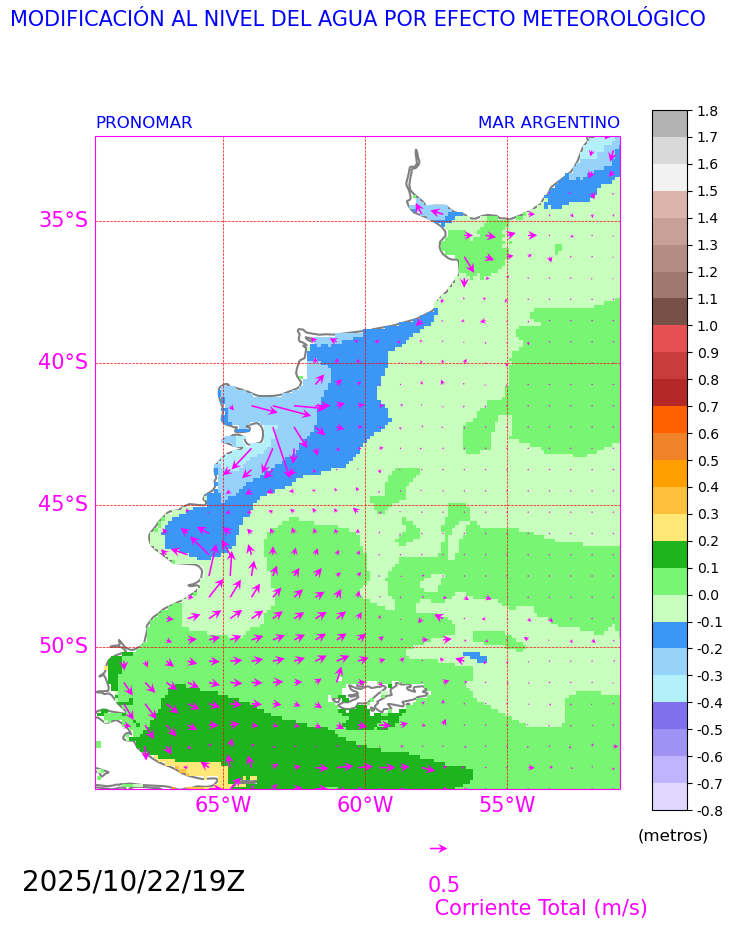 MODIFICACIÓN AL NIVEL DEL AGUA POR EFECTO METEOROLÓGICO
PRONOMAR MAR ARGENTINO
35°S
40°S
45°S
50°S
65°W 60°W 55°W
1.8
1.7
1.6
1.5
1.4
1.3
1.2
1.1
1.0
0.9
0.8
0.7
0.6
0.5
0.4
0.3
0.2
0.1
0.0
-0.1
-0.2
-0.3
-0.4
-0.5
-0.6
-0.7
-0.8
(metros)
2025/10/22/19Z
0.5
Corriente Total (m/s)